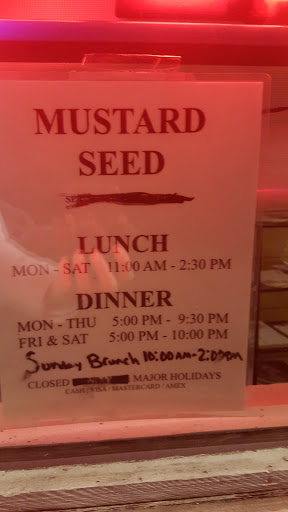 MUSTARD
SEED
LUNCH
MON - SAT 11:00 AM - 2:30 PM
DINNER
MON - THU 5:00 PM - 9:30 PM
FRI & SAT 5:00 PM - 10:00 PM
Sunday Brunch 10:00AM-2:00pm
CLOSED MAJOR HOLIDAYS
CASH / VISA / MASTERCARD / AMEX